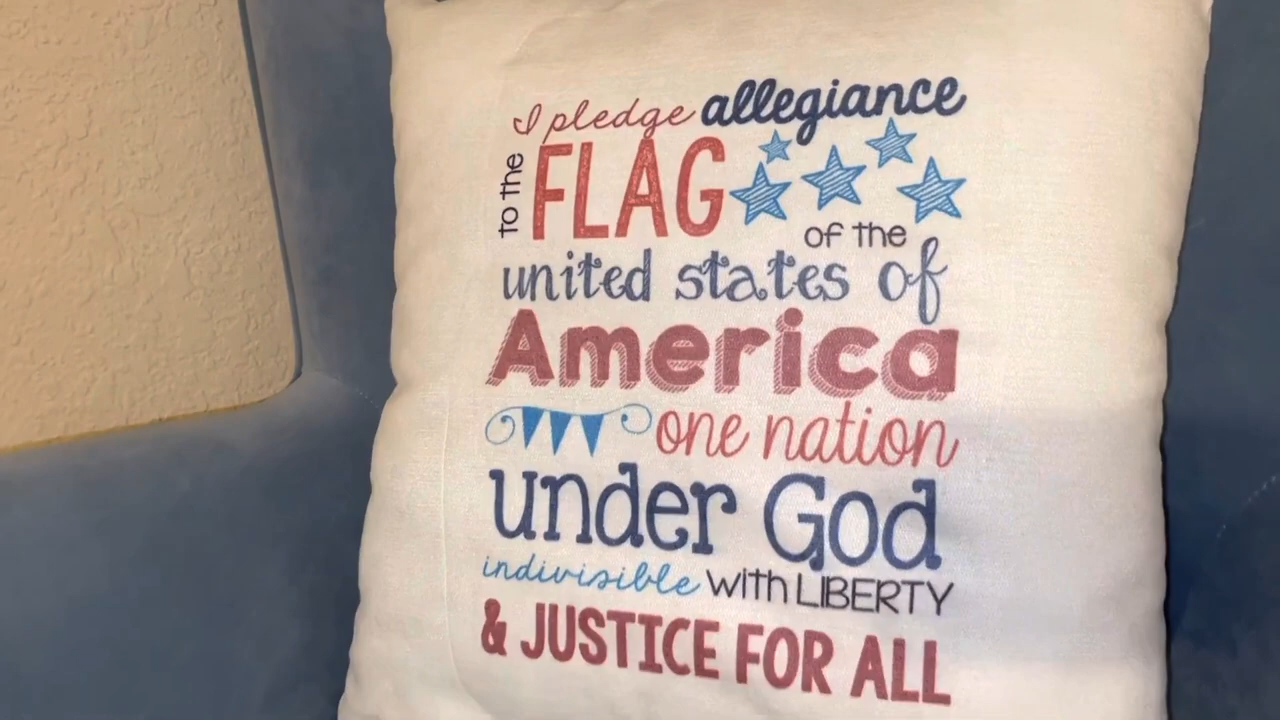 I pledge allegiance
to the FLAG
of the
united states of
America
one nation
under God
indivisible with LIBERTY
& JUSTICE FOR ALL